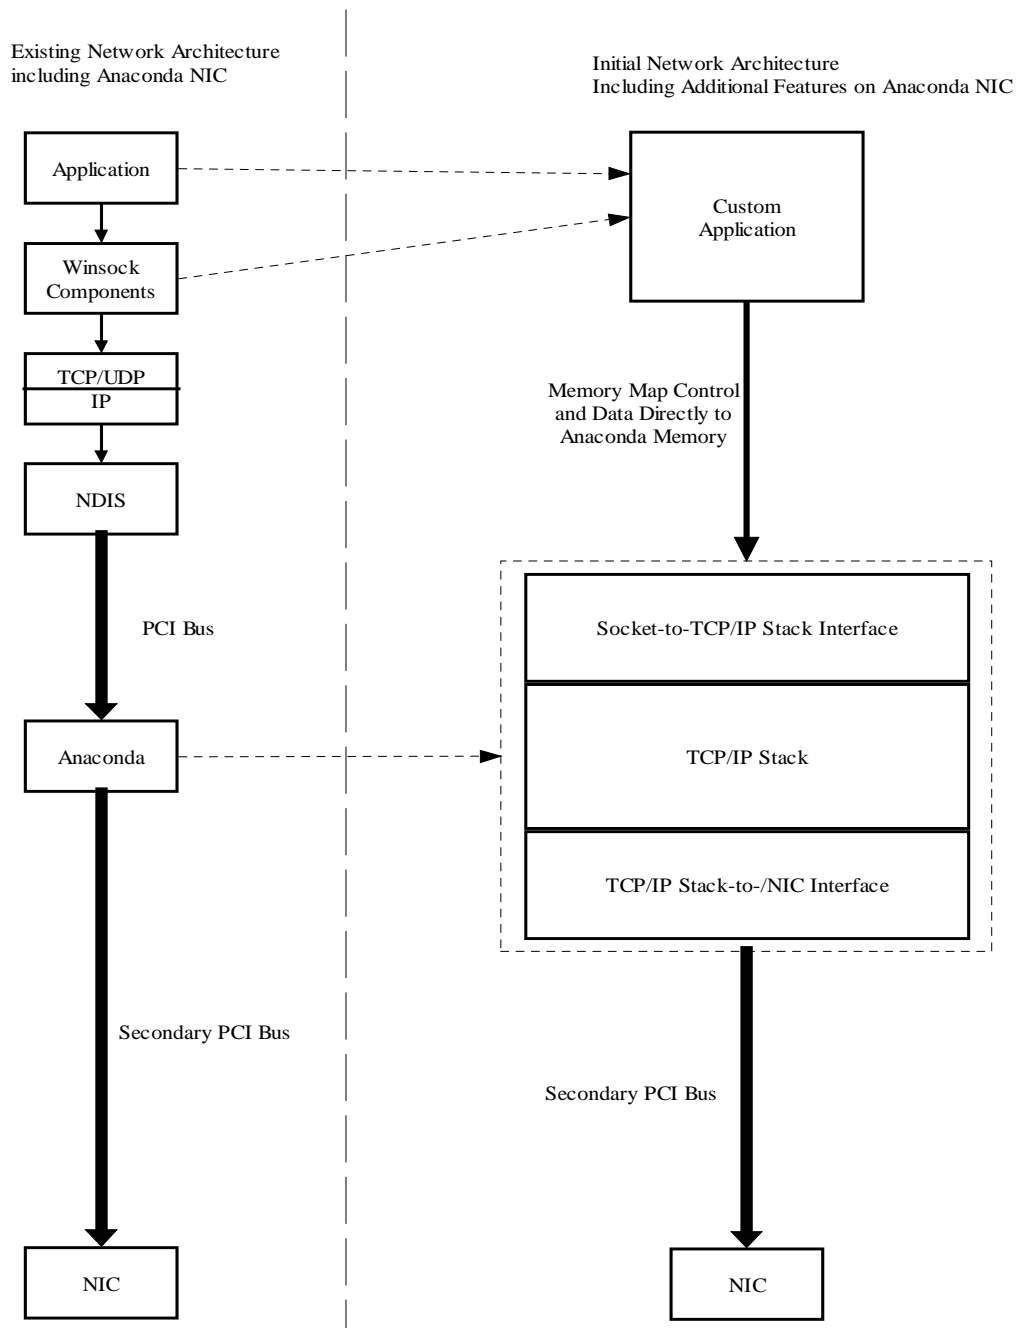 Existing Network Architecture
including Anaconda NIC
Application
Winsock
Components
TCP/UDP
IP
NDIS
PCI Bus
Anaconda
Secondary PCI Bus
NIC
Initial Network Architecture
Including Additional Features on Anaconda NIC
Custom
Application
Memory Map Control
and Data Directly to
Anaconda Memory
Socket-to-TCP/IP Stack Interface
TCP/IP Stack
TCP/IP Stack-to-/NIC Interface
Secondary PCI Bus
NIC